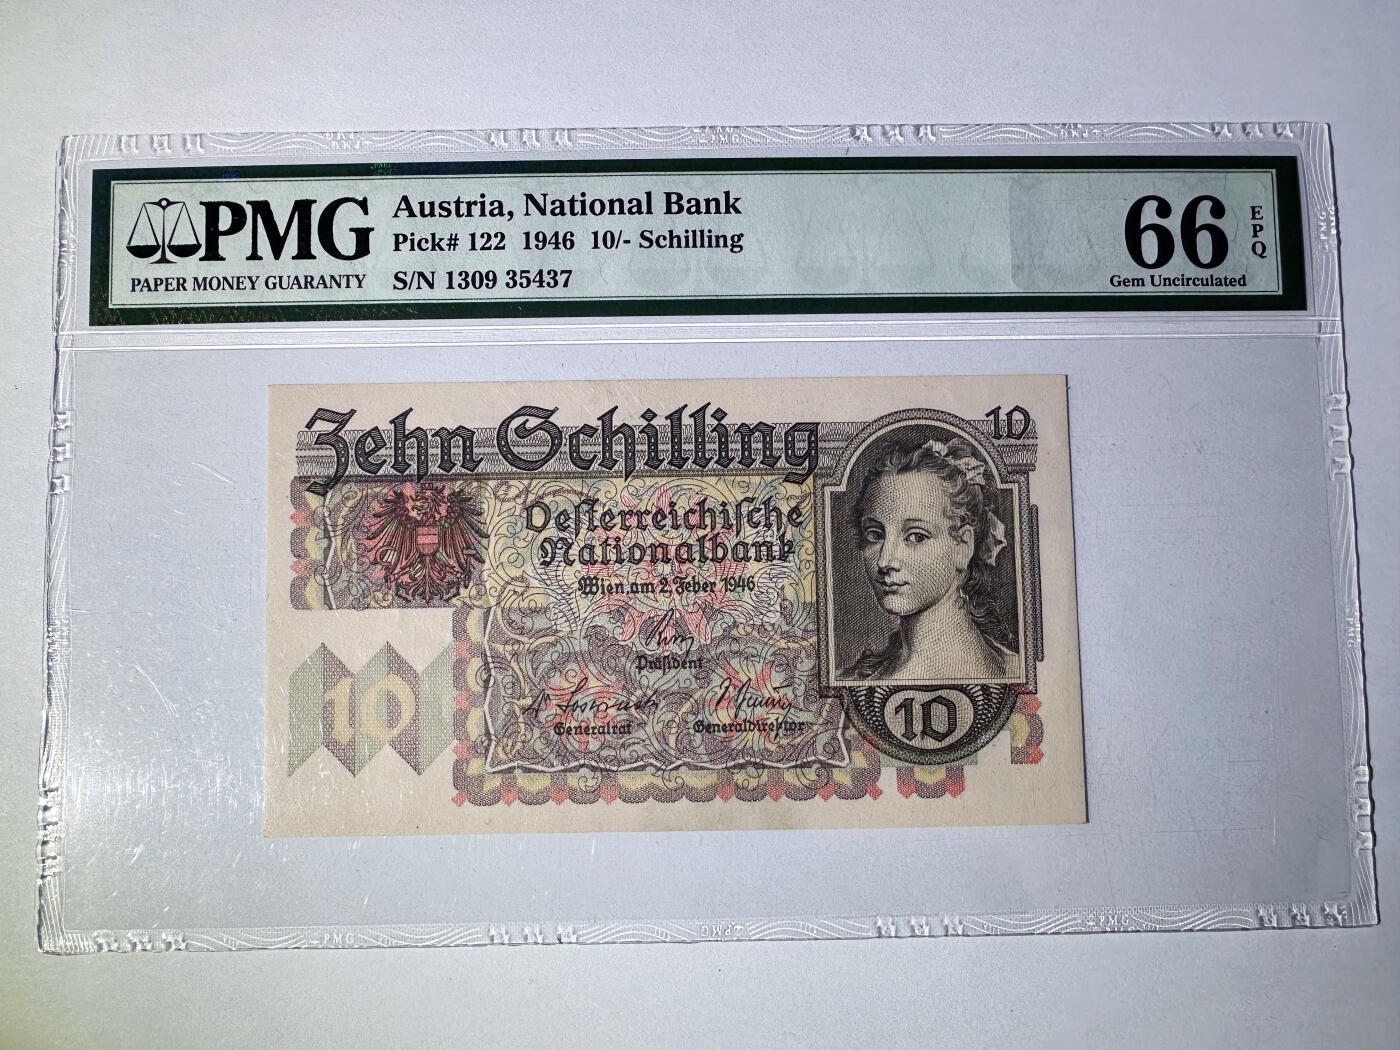 PMG
PAPER MONEY GUARANTY
Austria, National Bank
Pick# 122 1946 10/- Schilling
S/N 1309 35437
66 EPQ
Gem Uncirculated
Zehn Schilling
10
Oesterreichische
Nationalbank
Wien, am 2. Feber 1946
Präsident
Generalrat
Generaldirektor
10
10